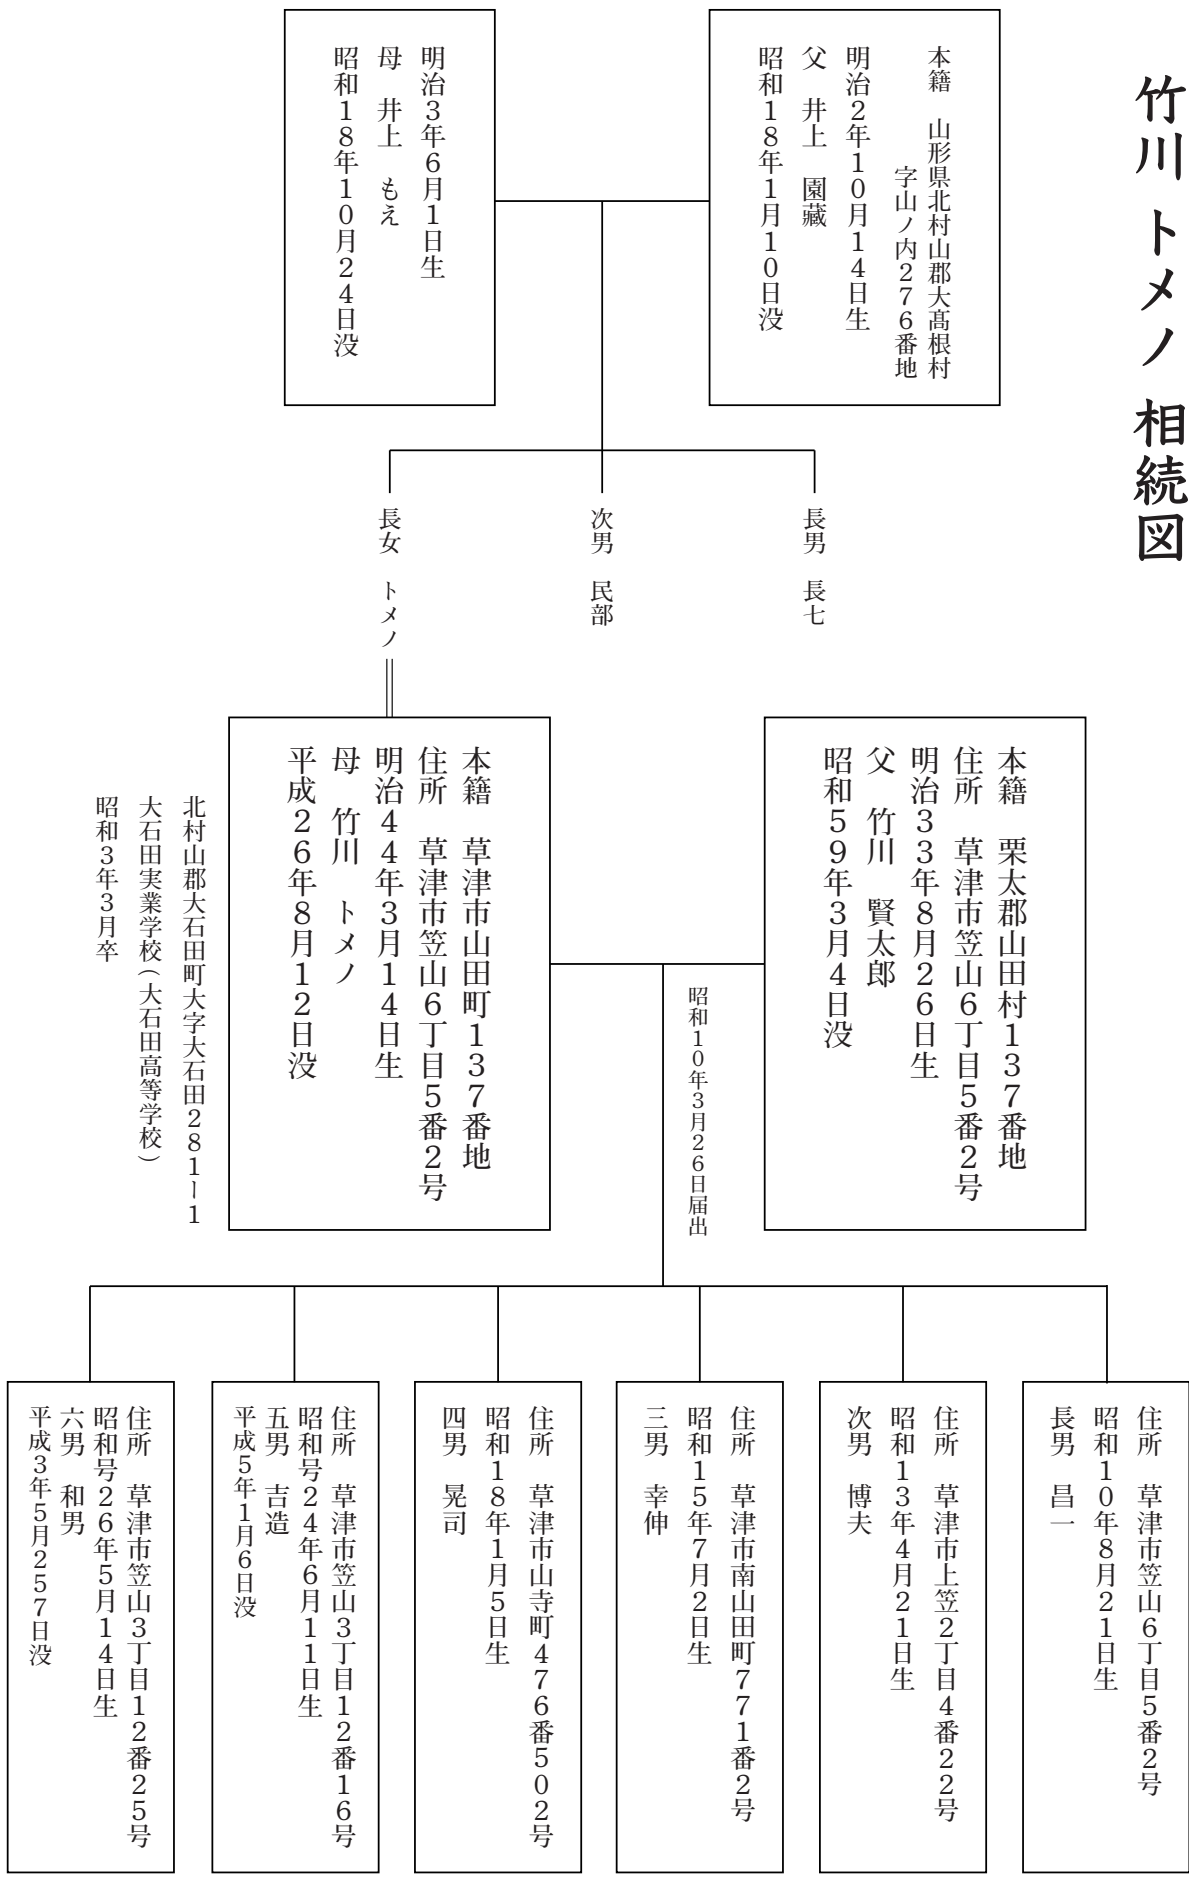 竹川 トメノ 相続図
本籍　山形県北村山郡大髙根村
字山ノ内２７６番地
明治２年１０月１４日生
父　井上　園藏
昭和１８年１月１０日没
明治３年６月１日生
母　井上　もえ
昭和１８年１０月２４日没
長男　長七
次男　民部
長女　トメノ
本籍　栗太郡山田村１３７番地
住所　草津市笠山６丁目５番２号
明治３３年８月２６日生
父　竹川　賢太郎
昭和５９年３月４日没
昭和１０年３月２６日届出
本籍　草津市山田町１３７番地
住所　草津市笠山６丁目５番２号
明治４４年３月１４日生
母　竹川　トメノ
平成２６年８月１２日没
北村山郡大石田町大字大石田２８１ー１
大石田実業学校（大石田高等学校）
昭和３年３月卒
住所　草津市笠山６丁目５番２号
昭和１０年８月２１日生
長男　昌一
住所　草津市上笠２丁目４番２２号
昭和１３年４月２１日生
次男　博夫
住所　草津市南山田町７７１番２号
昭和１５年７月２日生
三男　幸伸
住所　草津市山寺町４７６番５０２号
昭和１８年１月５日生
四男　晃司
住所　草津市笠山３丁目１２番１６号
昭和号２４年６月１１日生
五男　吉造
平成５年１月６日没
住所　草津市笠山３丁目１２番２５号
昭和号２６年５月１４日生
六男　和男
平成３年５月２５７日没